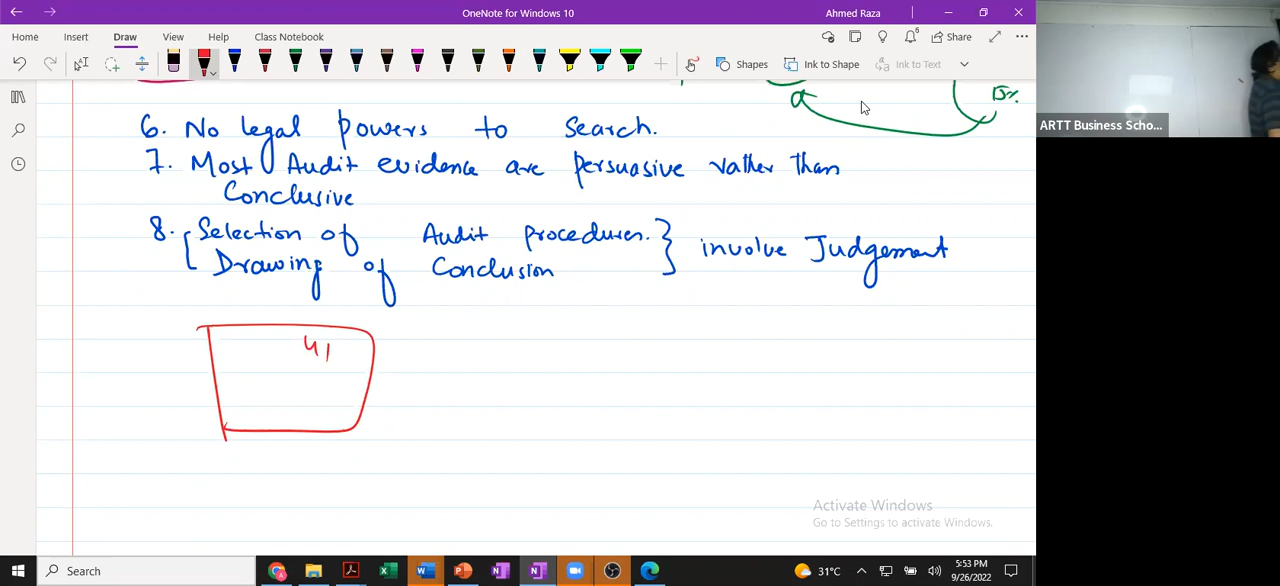 OneNote for Windows 10
Ahmed Raza
Home Insert Draw View Help Class Notebook
6 Share
Shapes Ink to Shape Ink to Text
ARTT Business Scho...
15%
a
6. No legal powers to Search.
7. Most Audit evidence are persuasive rather than
Conclusive
8. Selection of Audit procedures.
Drawing of Conclusion
involve Judgement
Activate Windows
Go to Settings to activate Windows.
Search
31°C
5:53 PM
9/26/2022